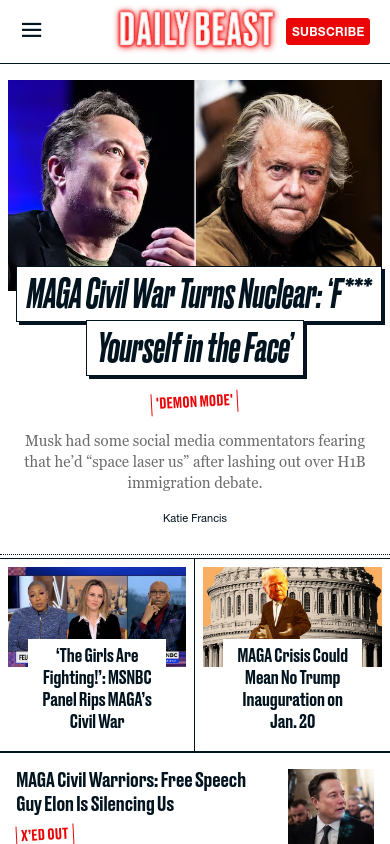 DAILY BEAST
SUBSCRIBE
MAGA Civil War Turns Nuclear: ‘F***
Yourself in the Face’
'DEMON MODE'
Musk had some social media commentators fearing
that he’d “space laser us” after lashing out over H1B
immigration debate.
Katie Francis
‘The Girls Are
Fighting!’: MSNBC
Panel Rips MAGA’s
Civil War
MAGA Crisis Could
Mean No Trump
Inauguration on
Jan. 20
MAGA Civil Warriors: Free Speech
Guy Elon Is Silencing Us
X'ED OUT